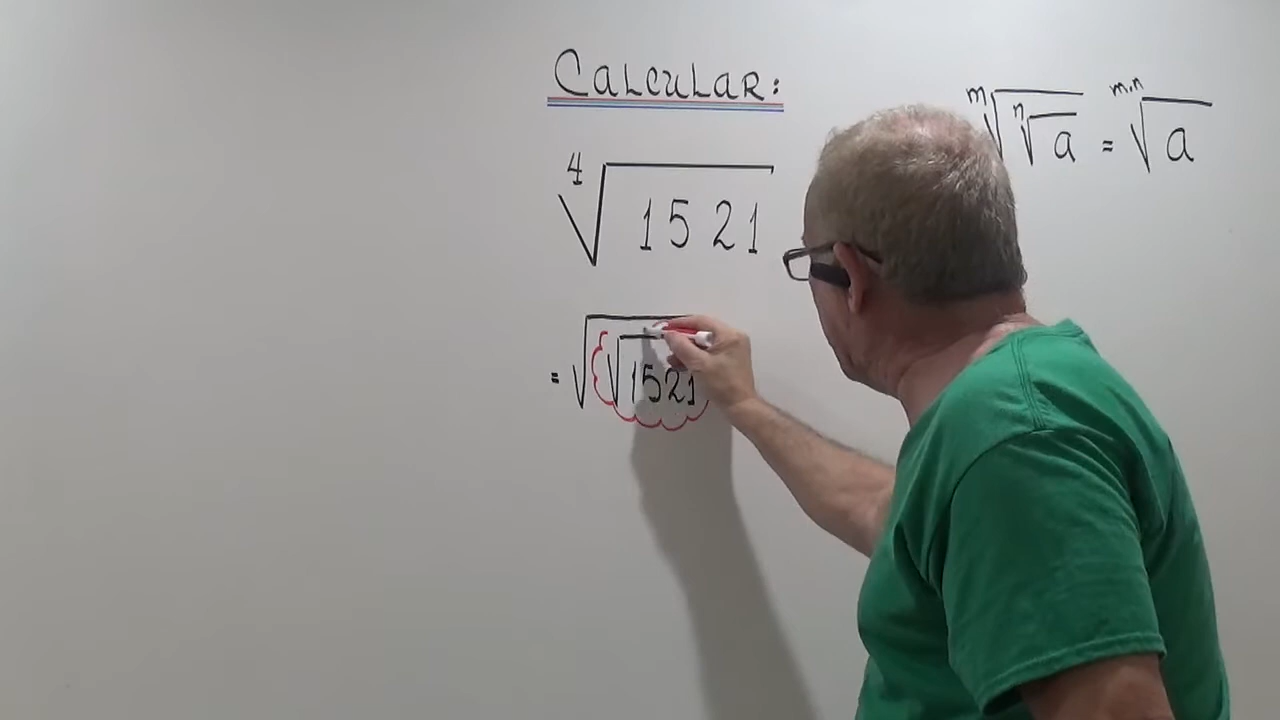 CALCULAR:
⁴√1521
= √√1521
ᵐ√ⁿ√a = ᵐ·ⁿ√a